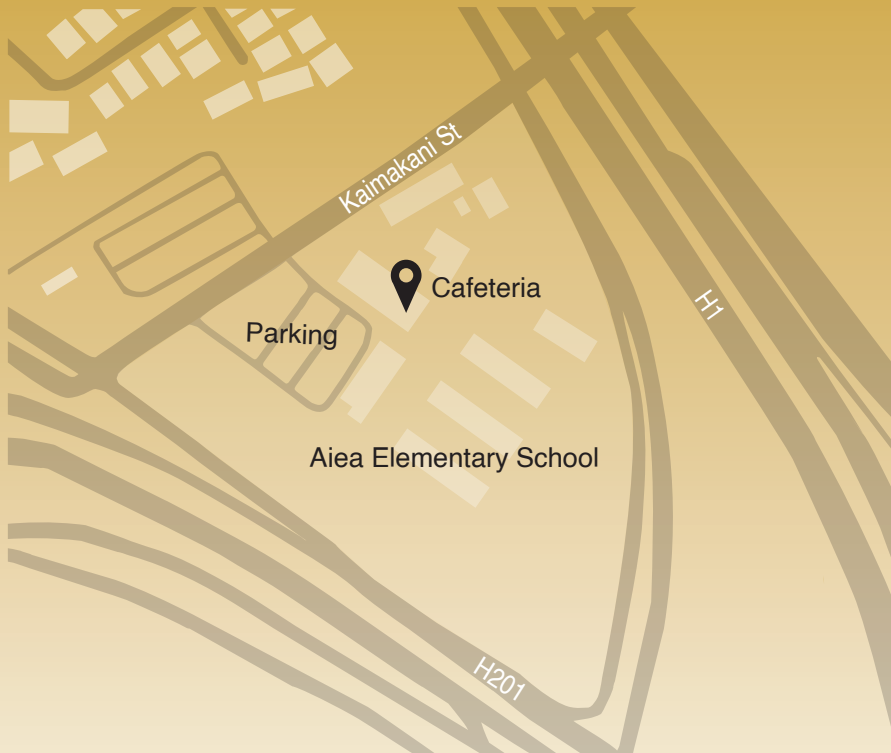 Kaimakani St
Cafeteria
H1
Parking
Aiea Elementary School
H201